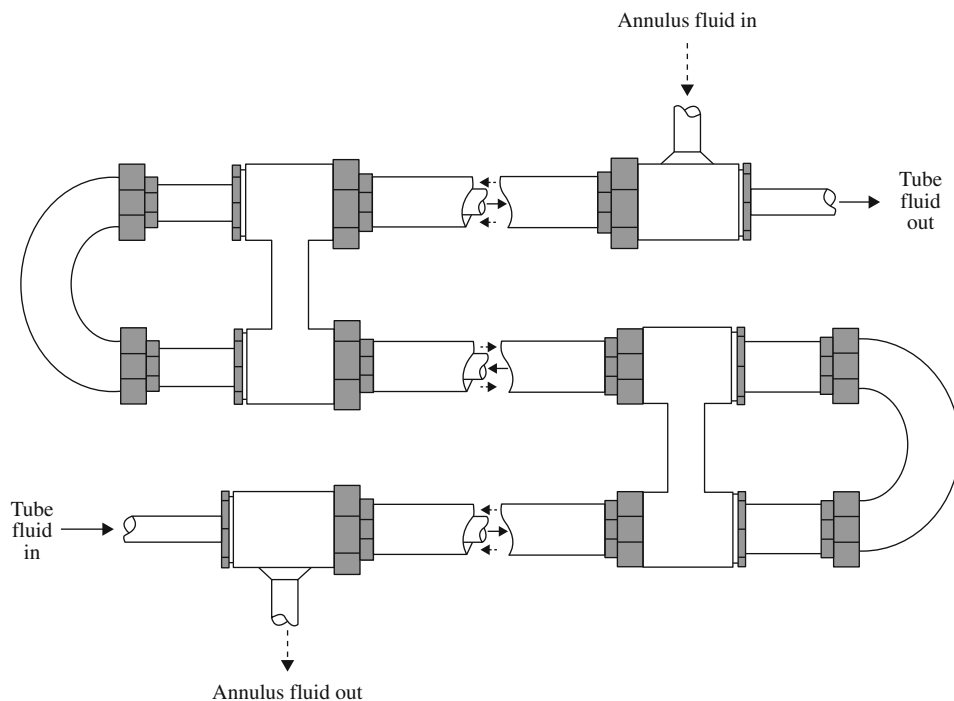 Annulus fluid in
Tube
fluid
out
Tube
fluid
in
Annulus fluid out